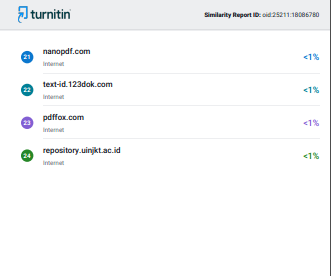 turnitin
Similarity Report ID: oid:25211:18086780
21
nanopdf.com
<1%
Internet
22
text-id.123dok.com
<1%
Internet
23
pdffox.com
<1%
Internet
24
repository.uinjkt.ac.id
<1%
Internet